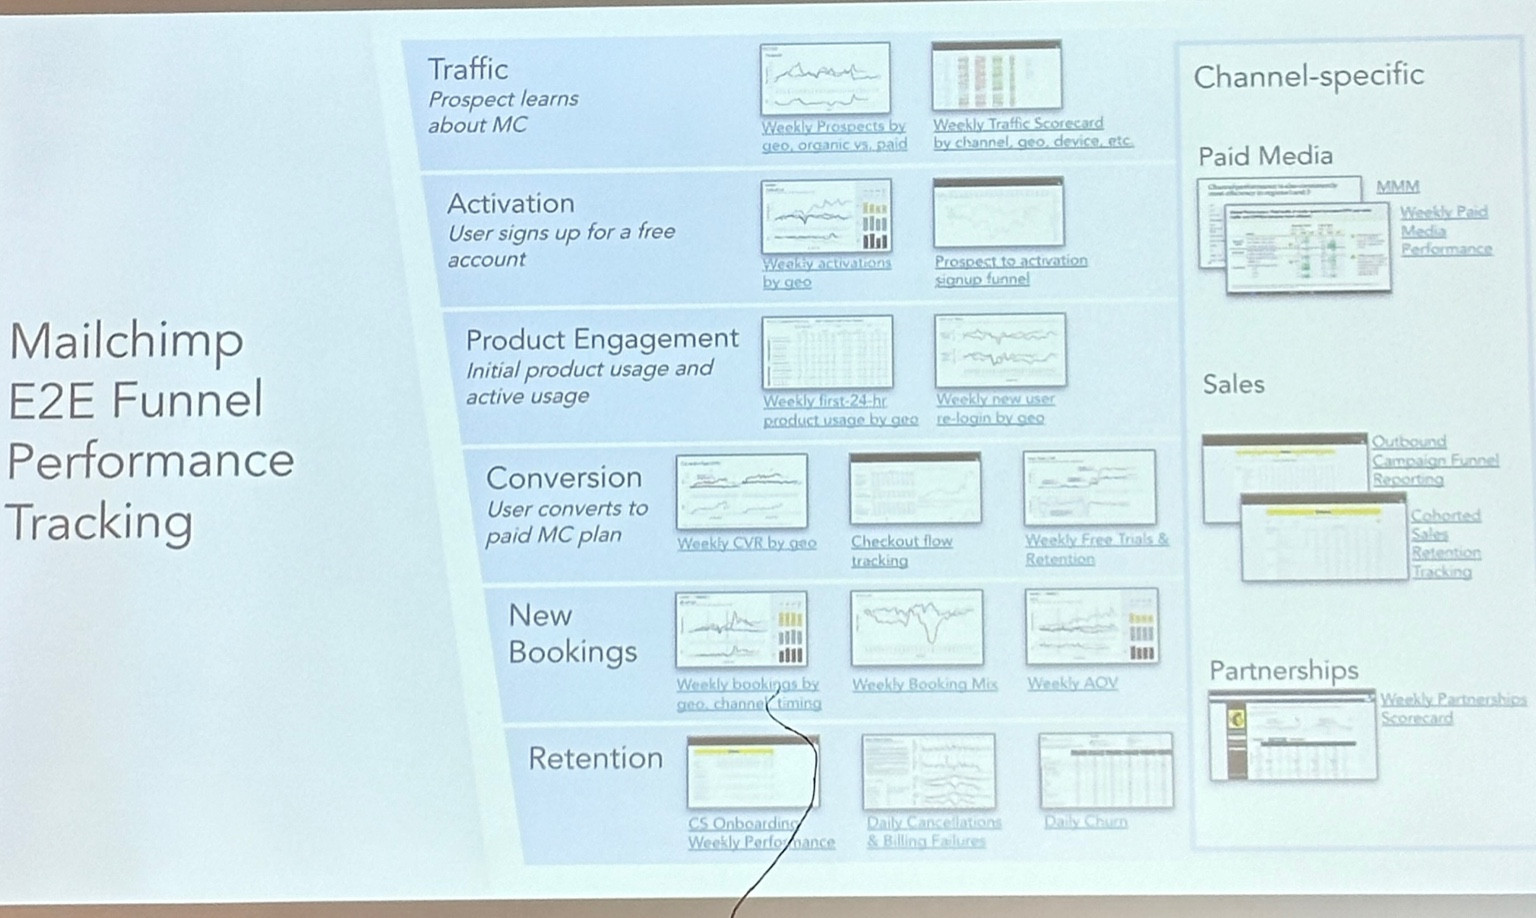 Mailchimp
E2E Funnel
Performance
Tracking
Traffic
Prospect learns
about MC
Weekly Prospects by
geo, organic vs. paid
Weekly Traffic Scorecard
by channel, geo, device, etc.
Activation
User signs up for a free
account
Weekly activations
by geo
Prospect to activation
signup funnel
Product Engagement
Initial product usage and
active usage
Weekly first-24-hr
product usage by geo
Weekly new user
re-login by geo
Conversion
User converts to
paid MC plan
Weekly CVR by geo
Checkout flow
tracking
Weekly Free Trials &
Retention
New
Bookings
Weekly bookings by
geo, channel, timing
Weekly Booking Mix
Weekly AOV
Retention
CS Onboarding
Weekly Performance
Daily Cancellations
& Billing Failures
Daily Churn
Channel-specific
Paid Media
MMM
Weekly Paid
Media
Performance
Sales
Outbound
Campaign Funnel
Reporting
Cohorted
Sales
Retention
Tracking
Partnerships
Weekly Partnerships
Scorecard